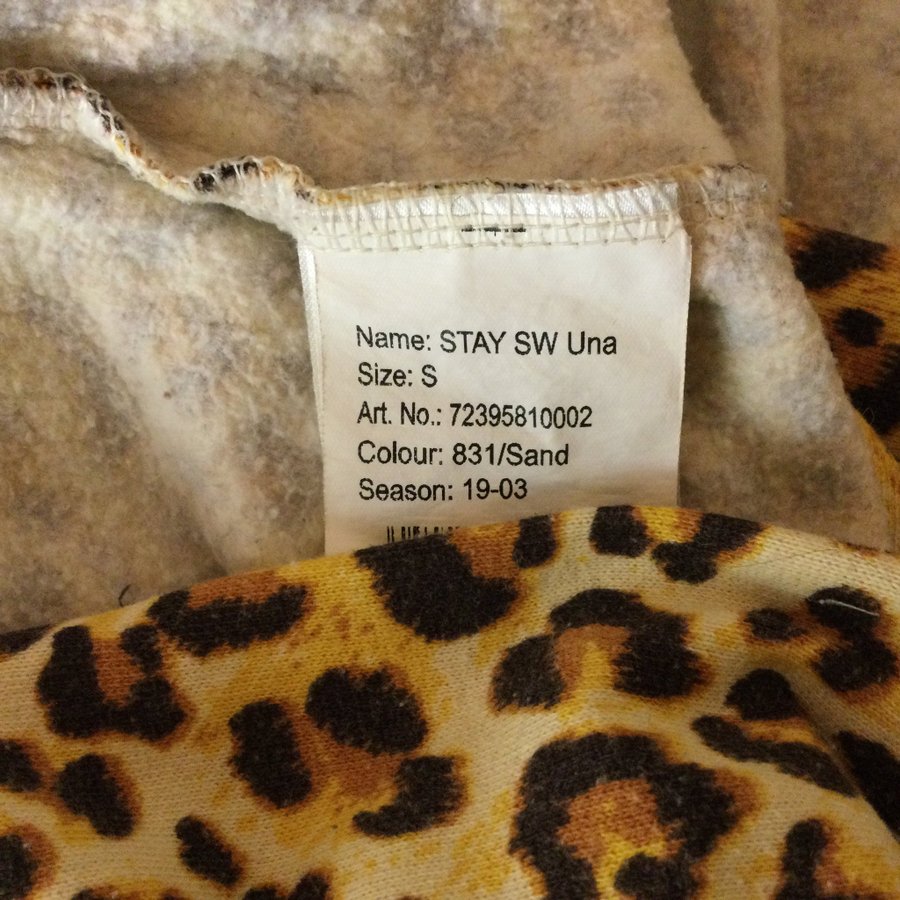 Name: STAY SW Una
Size: S
Art. No.: 72395810002
Colour: 831/Sand
Season: 19-03